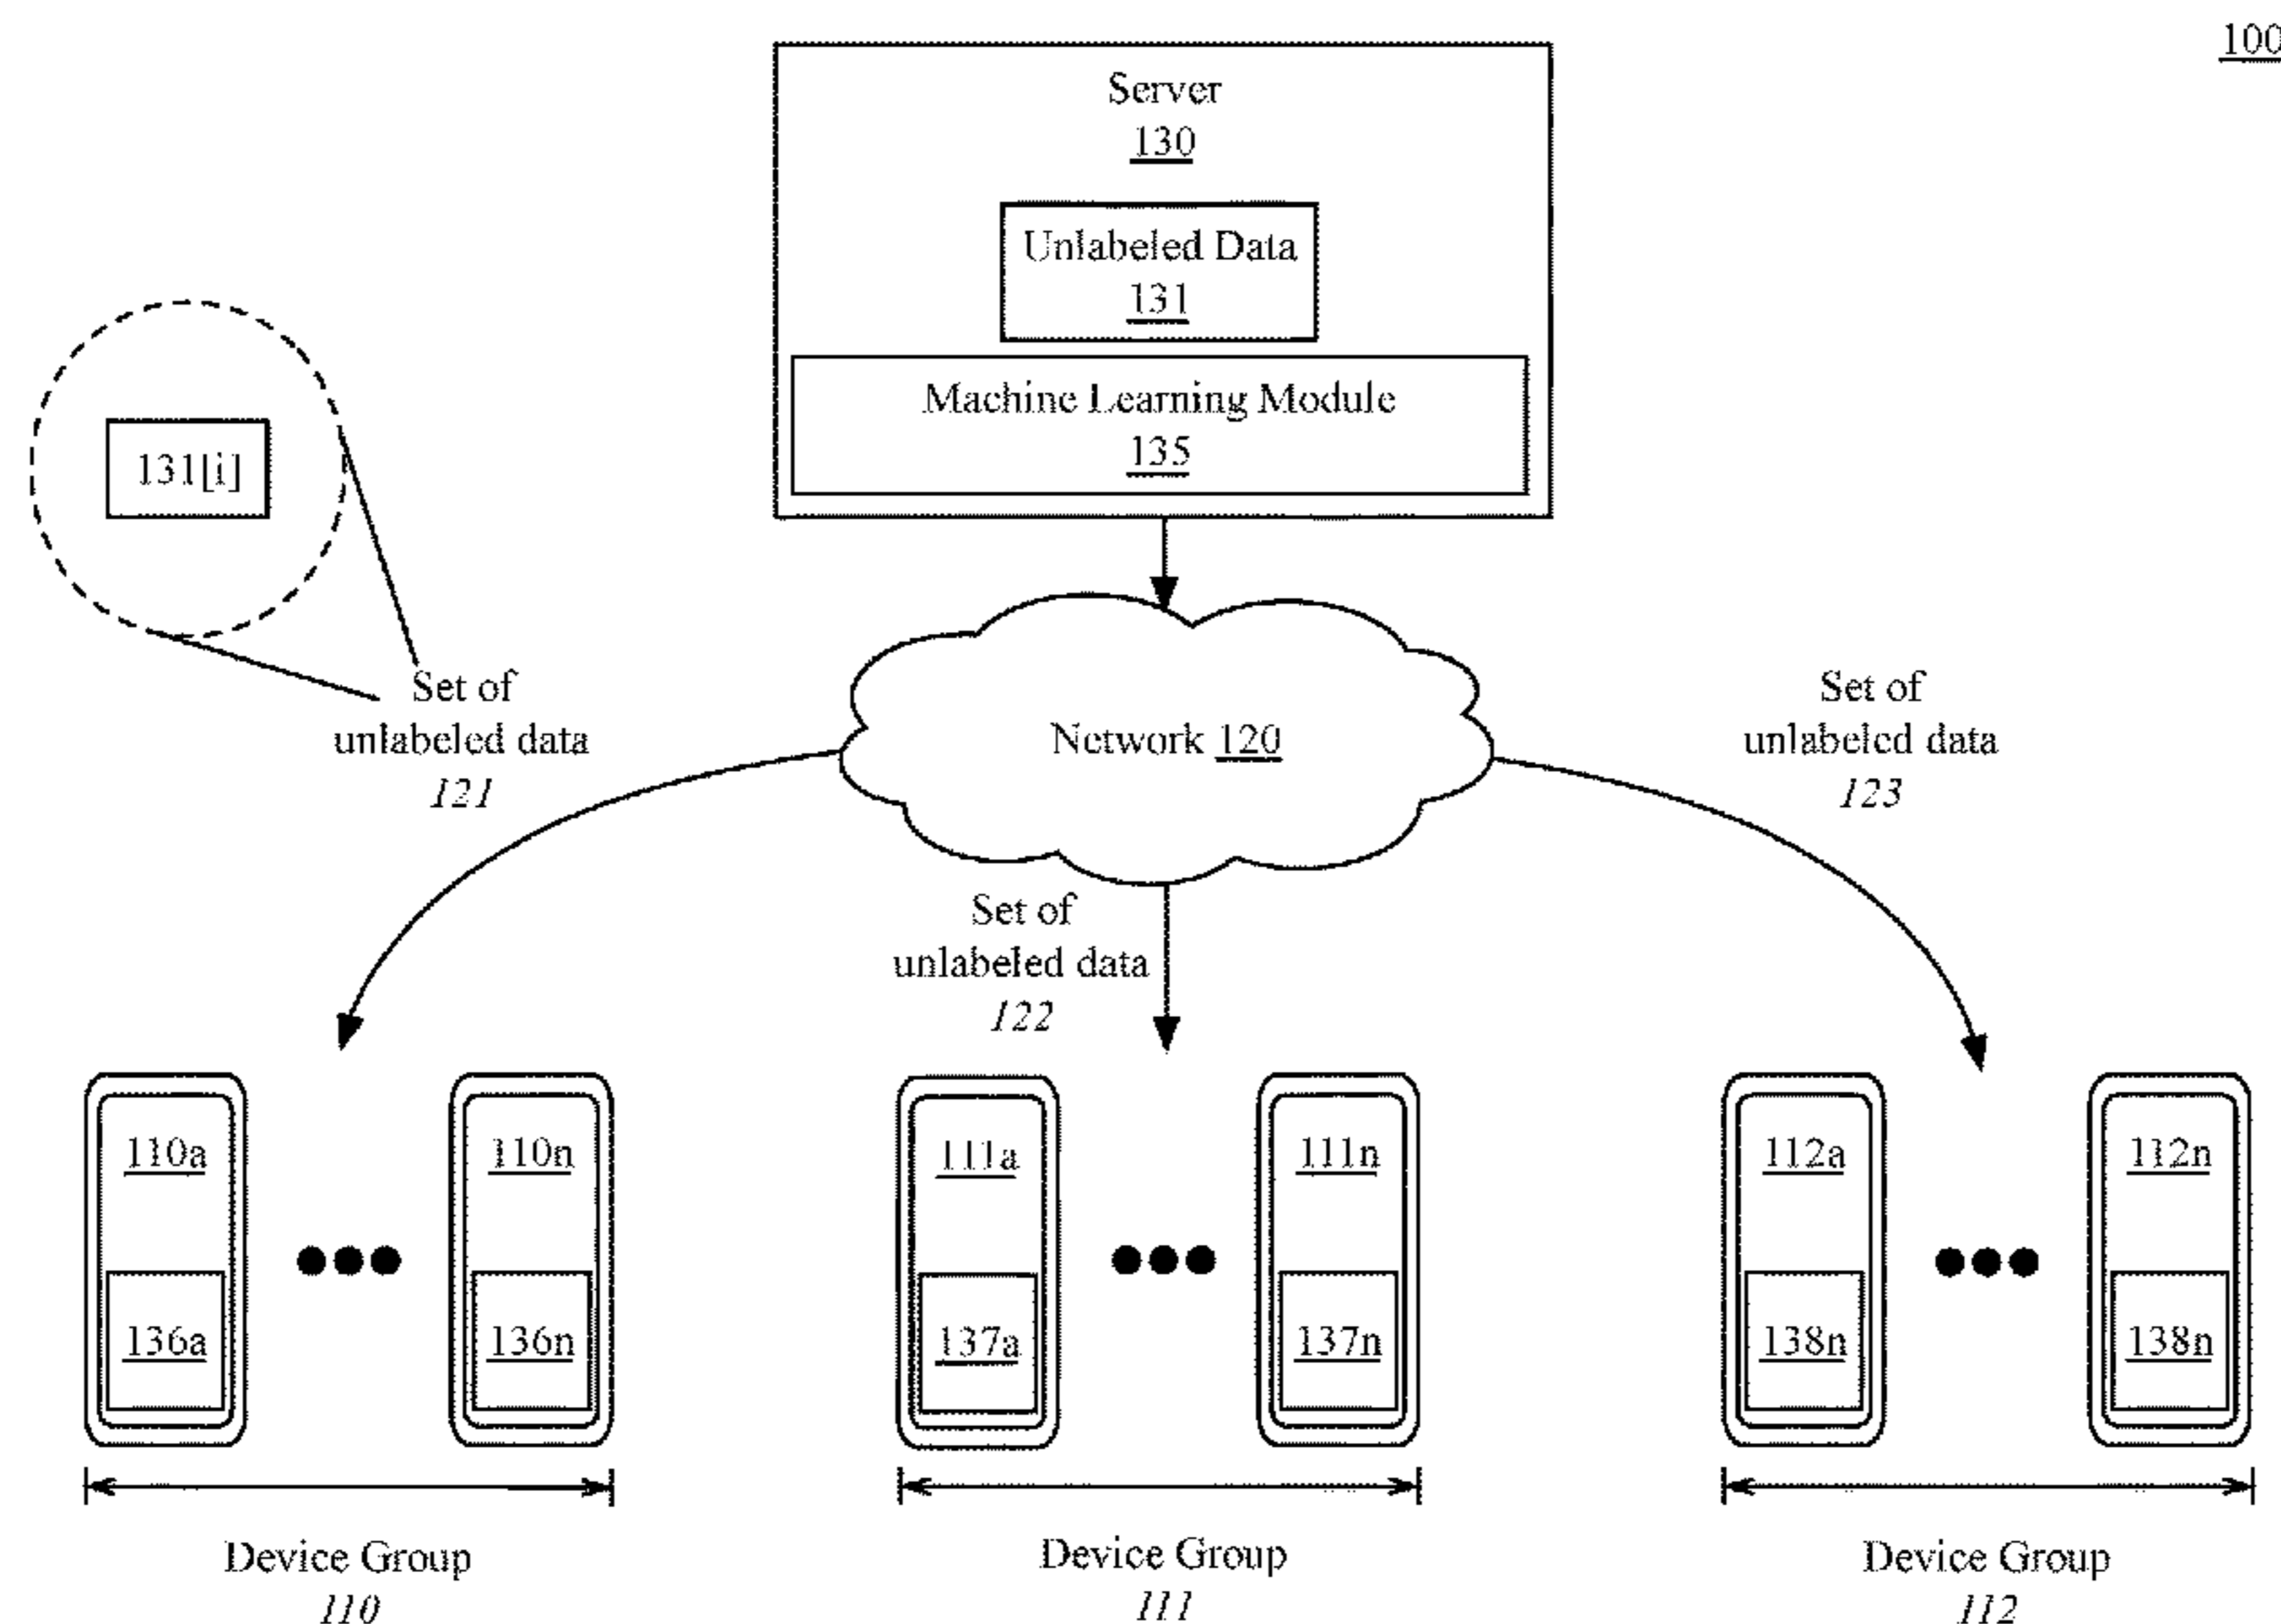 100
Server
130
Unlabeled Data
131
Machine Learning Module
135
131[i]
Set of
unlabeled data
121
Network 120
Set of
unlabeled data
123
Set of
unlabeled data
122
110a
110n
111a
111n
112a
112n
136a
136n
137a
137n
138n
138n
Device Group
110
Device Group
111
Device Group
112